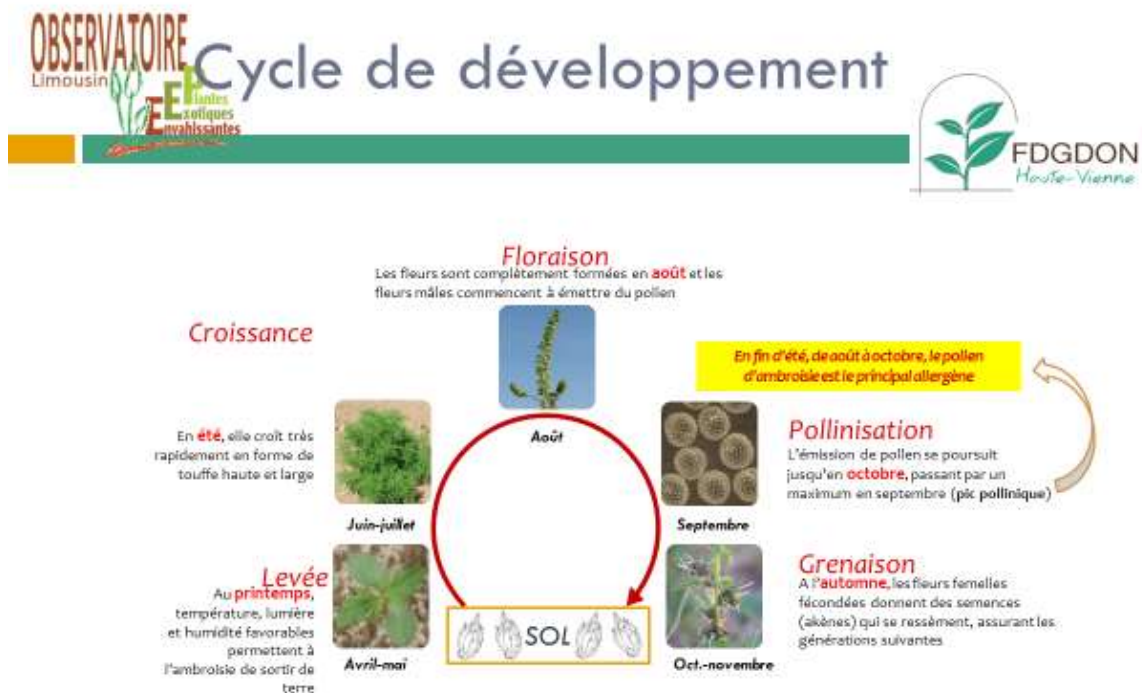 OBSERVATOIRE
Limousin
Plantes
Exotiques
Envahissantes
Cycle de développement
FDGDON
Haute-Vienne
Floraison
Les fleurs sont complètement formées en août et les
fleurs mâles commencent à émettre du pollen
Croissance
En été, elle croît très
rapidement en forme de
touffe haute et large
Août
En fin d'été, de août à octobre, le pollen
d'ambroisie est le principal allergène
Pollinisation
L'émission de pollen se poursuit
jusqu'en octobre, passant par un
maximum en septembre (pic pollinique)
Juin-juillet
Septembre
Levée
Au printemps,
température, lumière
et humidité favorables
permettent à
l'ambroisie de sortir de
terre
Avril-mai
SOL
Oct.-novembre
Grenaison
A l'automne, les fleurs femelles
fécondées donnent des semences
(akènes) qui se ressèment, assurant les
générations suivantes